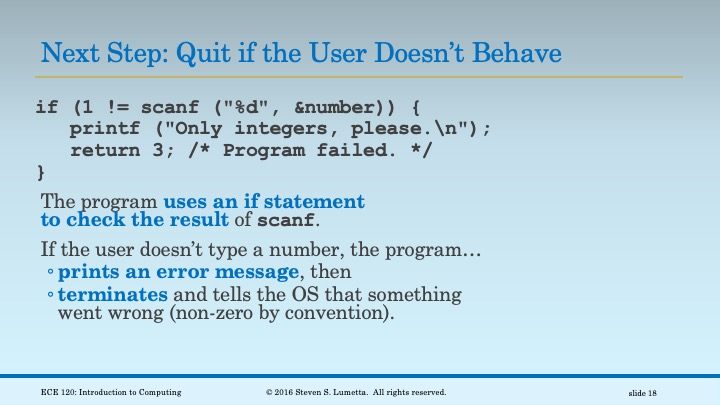 Next Step: Quit if the User Doesn’t Behave
if (1 != scanf ("%d", &number)) {
printf ("Only integers, please.\n");
return 3; /* Program failed. */
}
The program uses an if statement
to check the result of scanf.
If the user doesn’t type a number, the program…
◦ prints an error message, then
◦ terminates and tells the OS that something
went wrong (non-zero by convention).
ECE 120: Introduction to Computing © 2016 Steven S. Lumetta. All rights reserved. slide 18